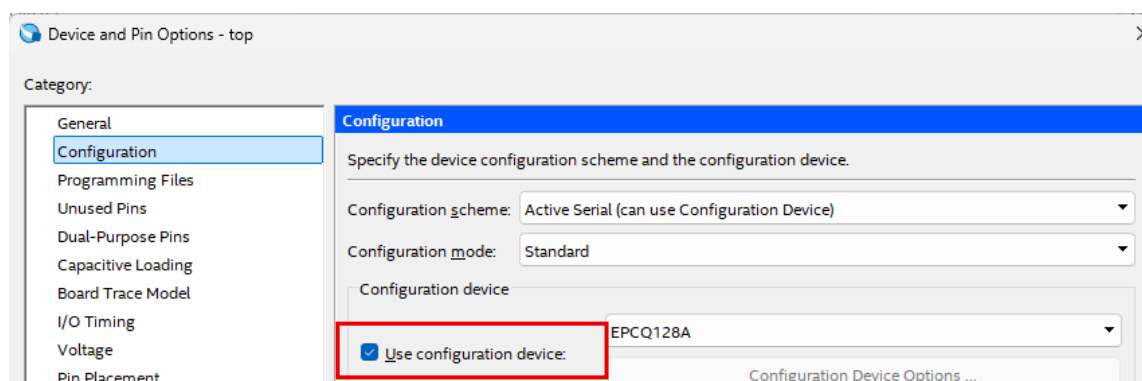 Device and Pin Options - top
Category:
General
Configuration
Programming Files
Unused Pins
Dual-Purpose Pins
Capacitive Loading
Board Trace Model
I/O Timing
Voltage
Pin Placement
Configuration
Specify the device configuration scheme and the configuration device.
Configuration scheme: Active Serial (can use Configuration Device)
Configuration mode: Standard
Configuration device
EPCQ128A
Use configuration device:
Configuration Device Options ...